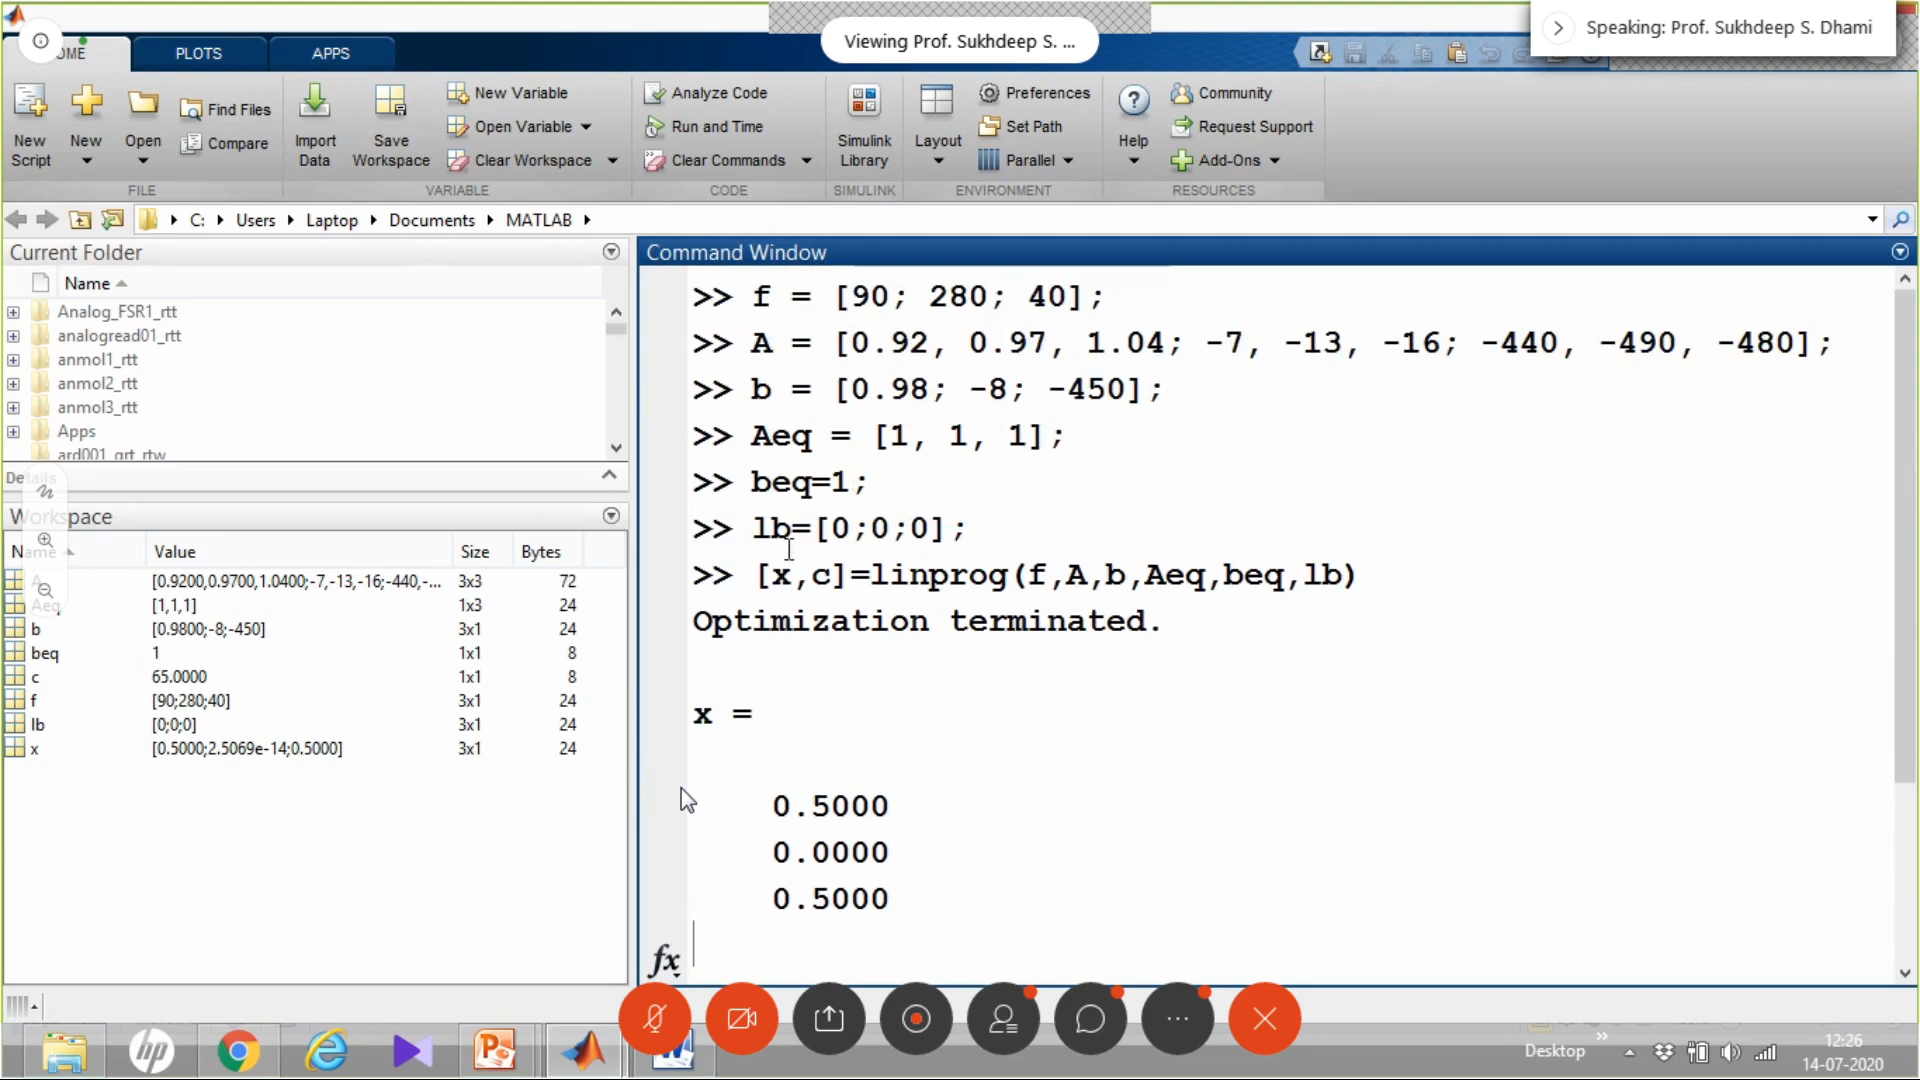 Viewing Prof. Sukhdeep S. ...
Speaking: Prof. Sukhdeep S. Dhami
OME
PLOTS
APPS
New Script
New
Open
Find Files
Compare
FILE
Import Data
Save Workspace
New Variable
Open Variable
Clear Workspace
VARIABLE
Analyze Code
Run and Time
Clear Commands
CODE
Simulink Library
SIMULINK
Layout
Preferences
Set Path
Parallel
ENVIRONMENT
? Help
Community
Request Support
Add-Ons
RESOURCES
C: Users Laptop Documents MATLAB
Current Folder
Name
Analog_FSR1_rtt
analogread01_rtt
anmol1_rtt
anmol2_rtt
anmol3_rtt
Apps
ard001_grt_rtw
Details
Workspace
Name Value Size Bytes
A [0.9200,0.9700,1.0400;-7,-13,-16;-440,-... 3x3 72
Aeq [1,1,1] 1x3 24
b [0.9800;-8;-450] 3x1 24
beq 1 1x1 8
c 65.0000 1x1 8
f [90;280;40] 3x1 24
lb [0;0;0] 3x1 24
x [0.5000;2.5069e-14;0.5000] 3x1 24
Command Window
>> f = [90; 280; 40];
>> A = [0.92, 0.97, 1.04; -7, -13, -16; -440, -490, -480];
>> b = [0.98; -8; -450];
>> Aeq = [1, 1, 1];
>> beq=1;
>> lb=[0;0;0];
>> [x,c]=linprog(f,A,b,Aeq,beq,lb)
Optimization terminated.
x =
0.5000
0.0000
0.5000
fx
hp
Desktop
12:26
14-07-2020